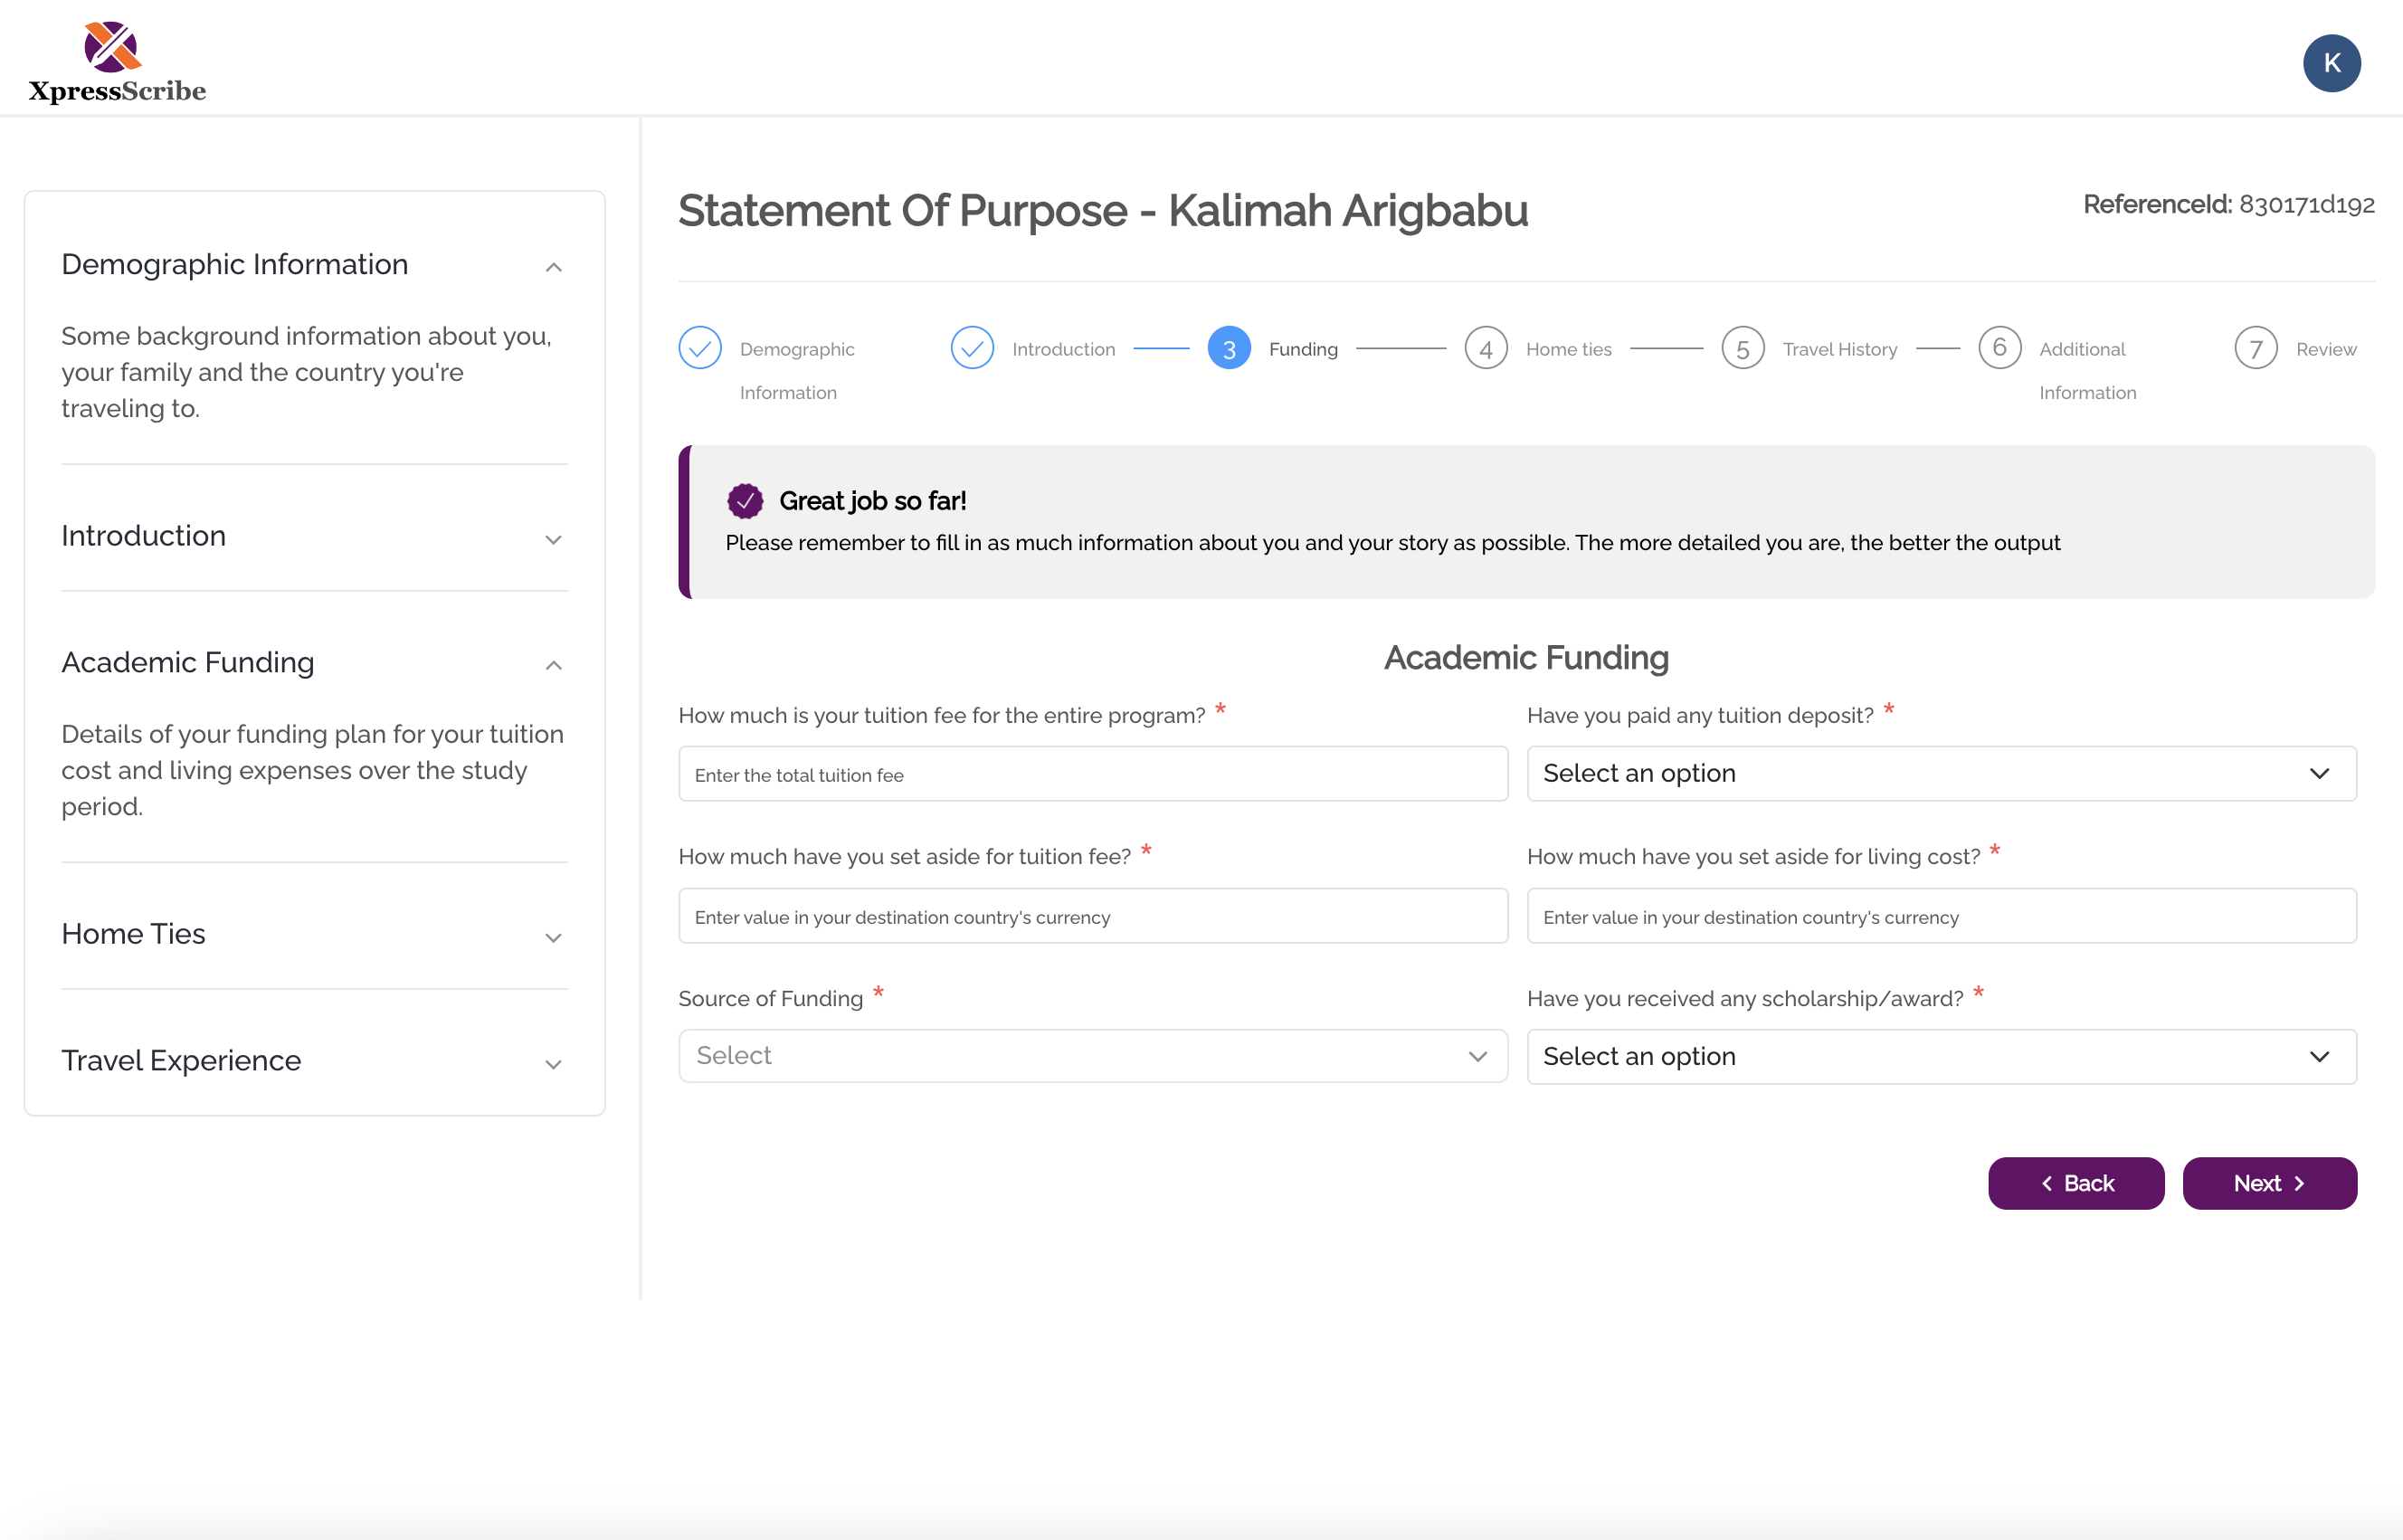 XpressScribe
K
Demographic Information
Some background information about you,
your family and the country you're
traveling to.
Introduction
Academic Funding
Details of your funding plan for your tuition
cost and living expenses over the study
period.
Home Ties
Travel Experience
Statement Of Purpose - Kalimah Arigbabu
ReferenceId: 830171d192
Demographic
Information
Introduction
3 Funding
4 Home ties
5 Travel History
6 Additional
Information
7 Review
Great job so far!
Please remember to fill in as much information about you and your story as possible. The more detailed you are, the better the output
Academic Funding
How much is your tuition fee for the entire program? *
Enter the total tuition fee
Have you paid any tuition deposit? *
Select an option
How much have you set aside for tuition fee? *
Enter value in your destination country's currency
How much have you set aside for living cost? *
Enter value in your destination country's currency
Source of Funding *
Select
Have you received any scholarship/award? *
Select an option
Back
Next